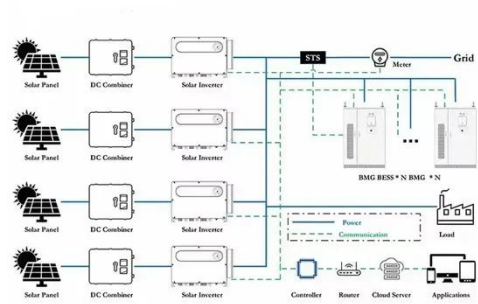 STS
Meter
Grid
Solar Panel
DC Combiner
Solar Inverter
Solar Panel
DC Combiner
Solar Inverter
BMG BESS * N BMG * N
Solar Panel
DC Combiner
Solar Inverter
Power
Communication
Load
Solar Panel
DC Combiner
Solar Inverter
Controller
Router
Cloud Server
Applications